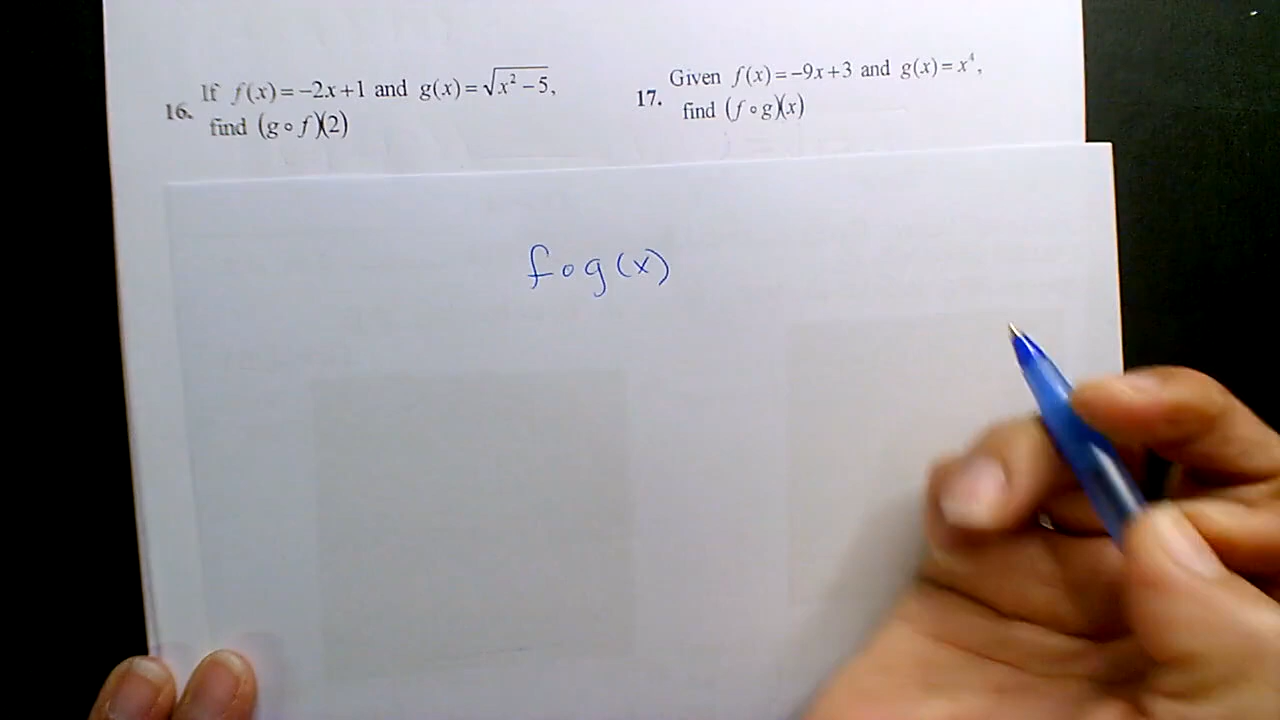 16. If f(x)=−2x+1 and g(x)=√x²−5,
find (g∘f)(2)
17. Given f(x)=−9x+3 and g(x)=x⁴,
find (f∘g)(x)
f∘g(x)